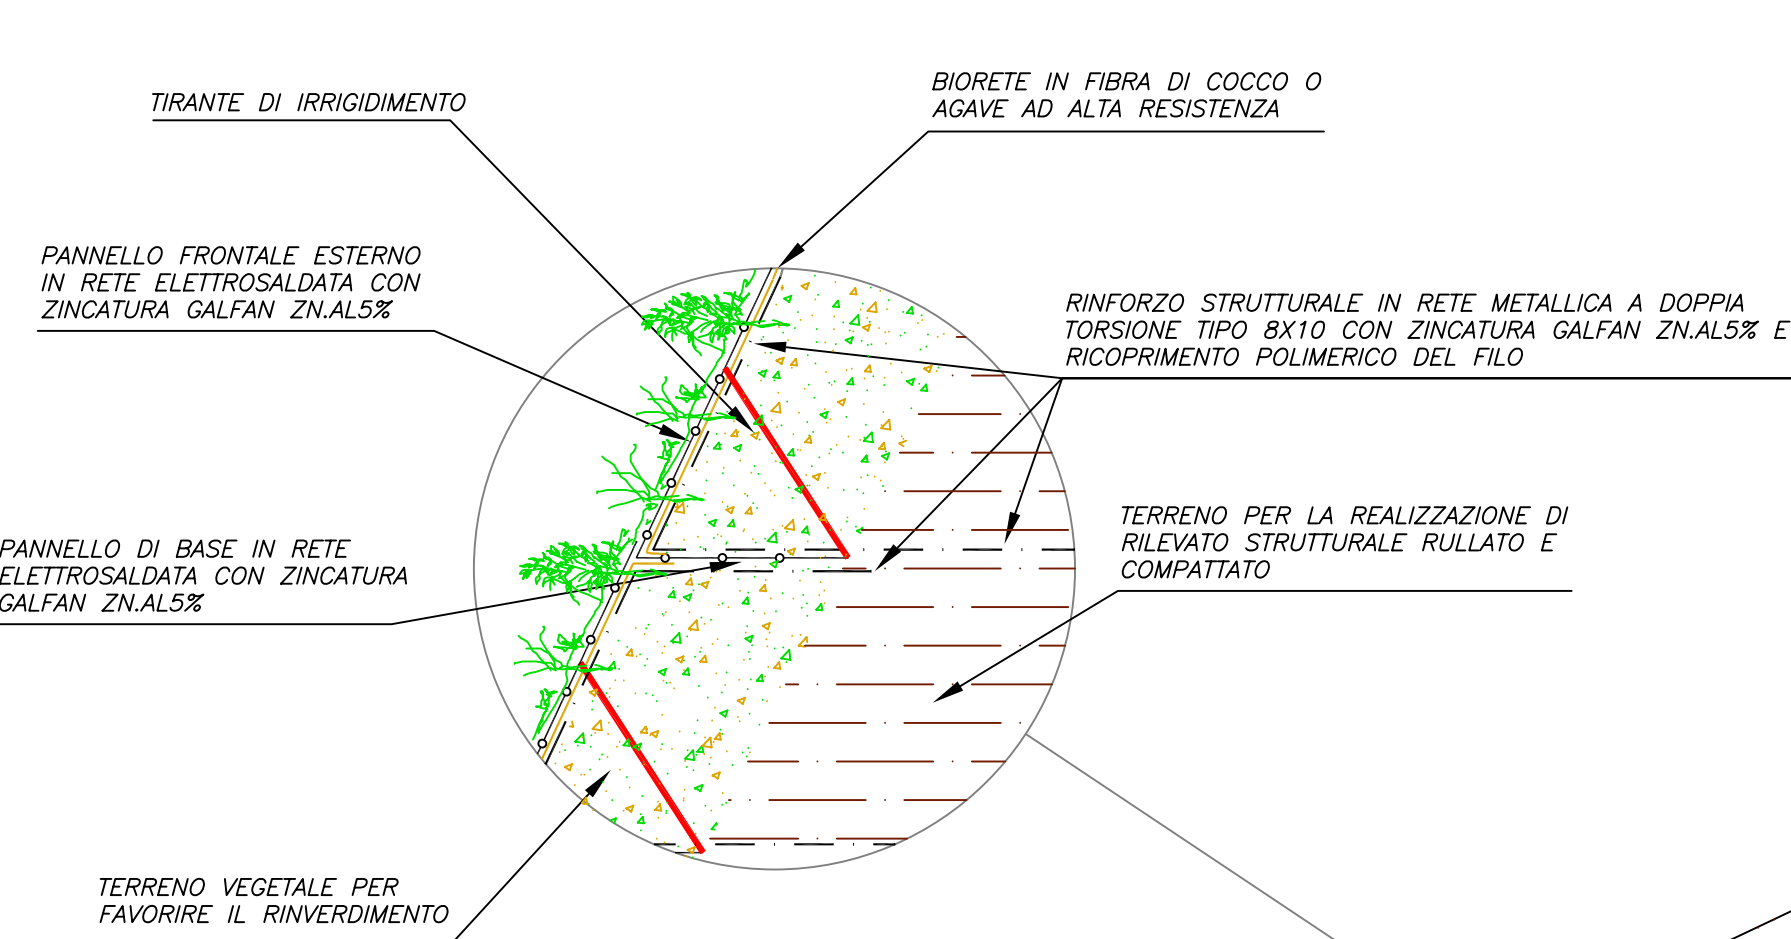 TIRANTE DI IRRIGIDIMENTO
BIORETE IN FIBRA DI COCCO O
AGAVE AD ALTA RESISTENZA
PANNELLO FRONTALE ESTERNO
IN RETE ELETTROSALDATA CON
ZINCATURA GALFAN ZN.AL5%
RINFORZO STRUTTURALE IN RETE METALLICA A DOPPIA
TORSIONE TIPO 8X10 CON ZINCATURA GALFAN ZN.AL5% E
RICOPRIMENTO POLIMERICO DEL FILO
TERRENO PER LA REALIZZAZIONE DI
RILEVATO STRUTTURALE RULLATO E
COMPATTATO
PANNELLO DI BASE IN RETE
ELETTROSALDATA CON ZINCATURA
GALFAN ZN.AL5%
TERRENO VEGETALE PER
FAVORIRE IL RINVERDIMENTO